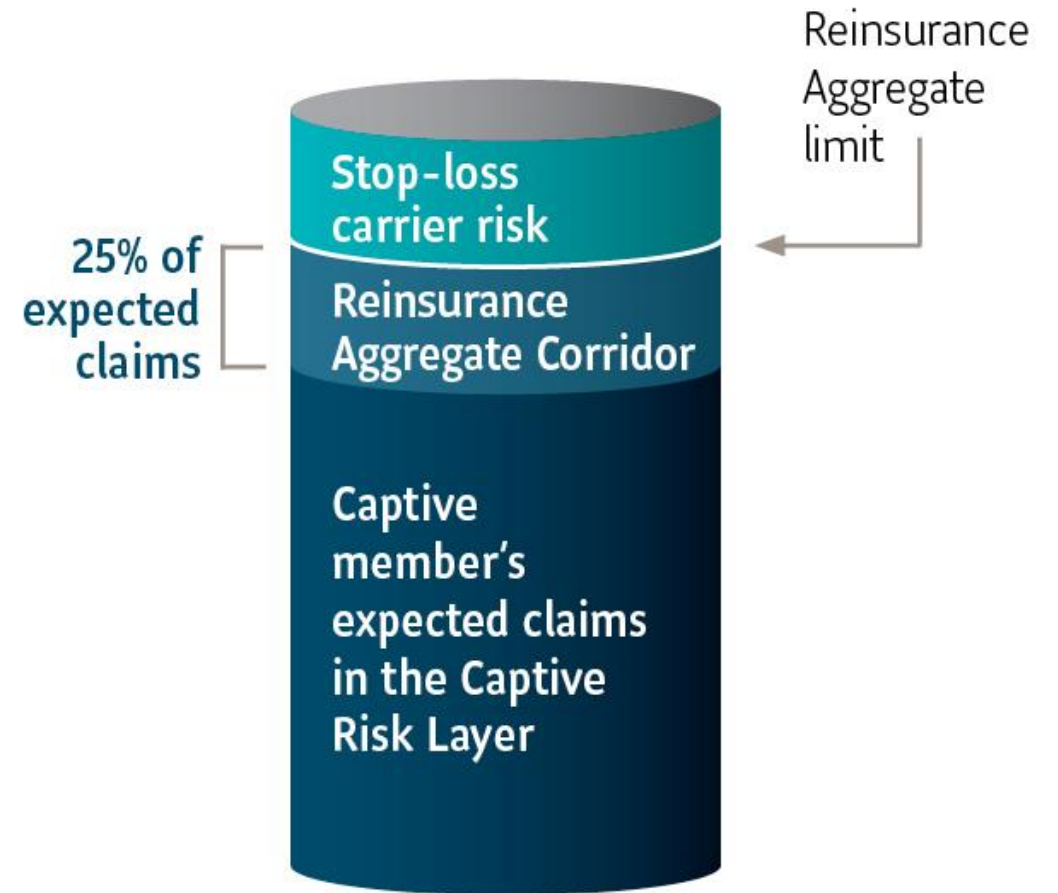 Reinsurance
Aggregate
limit
Stop-loss
carrier risk
25% of
expected
claims
Reinsurance
Aggregate Corridor
Captive
member's
expected claims
in the Captive
Risk Layer